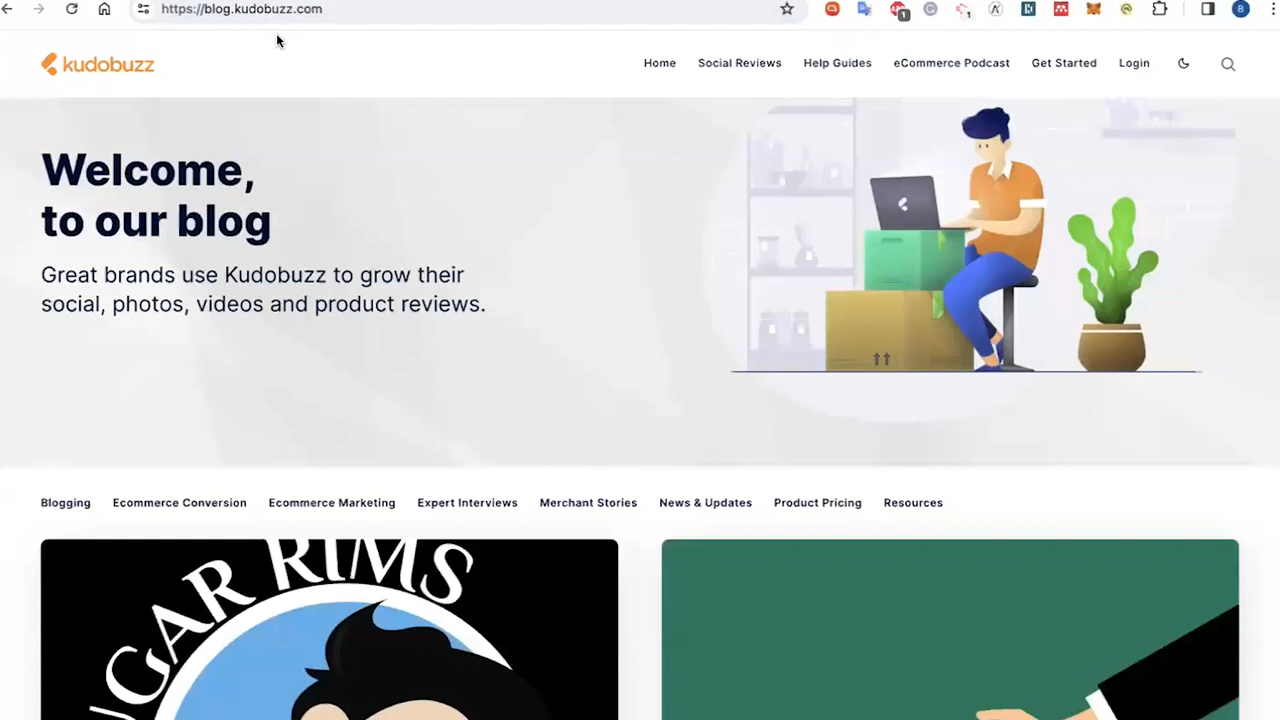 https://blog.kudobuzz.com
1
1
B
kudobuzz
Home Social Reviews Help Guides eCommerce Podcast Get Started Login
Welcome,
to our blog
Great brands use Kudobuzz to grow their
social, photos, videos and product reviews.
Blogging Ecommerce Conversion Ecommerce Marketing Expert Interviews Merchant Stories News & Updates Product Pricing Resources
GAR RIMS